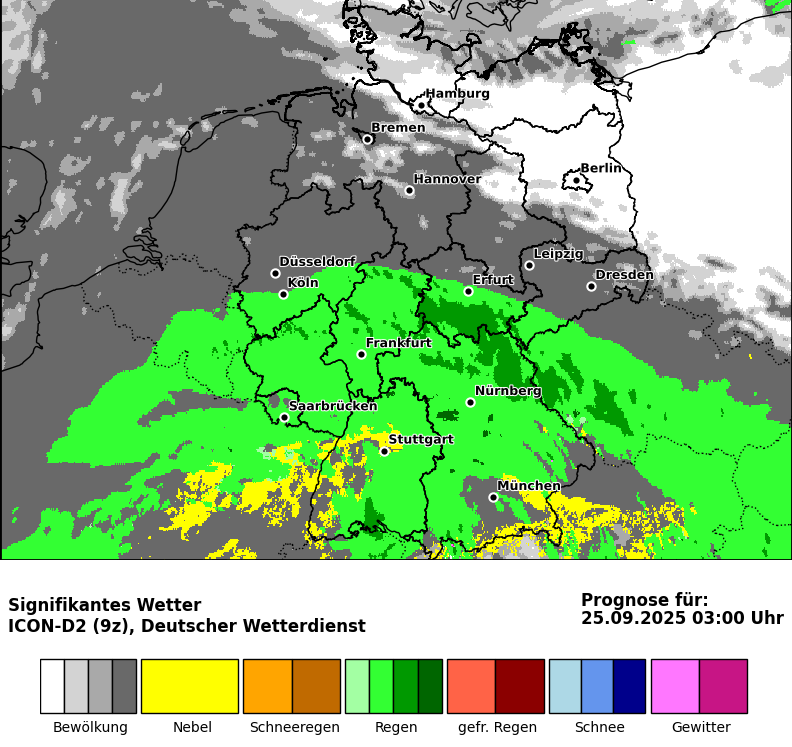 Hamburg
Bremen
Berlin
Hannover
Leipzig
Düsseldorf
Dresden
Köln
Erfurt
Frankfurt
Nürnberg
Saarbrücken
Stuttgart
München
Signifikantes Wetter
ICON-D2 (9z), Deutscher Wetterdienst
Prognose für:
25.09.2025 03:00 Uhr
Bewölkung Nebel Schneeregen Regen gefr. Regen Schnee Gewitter